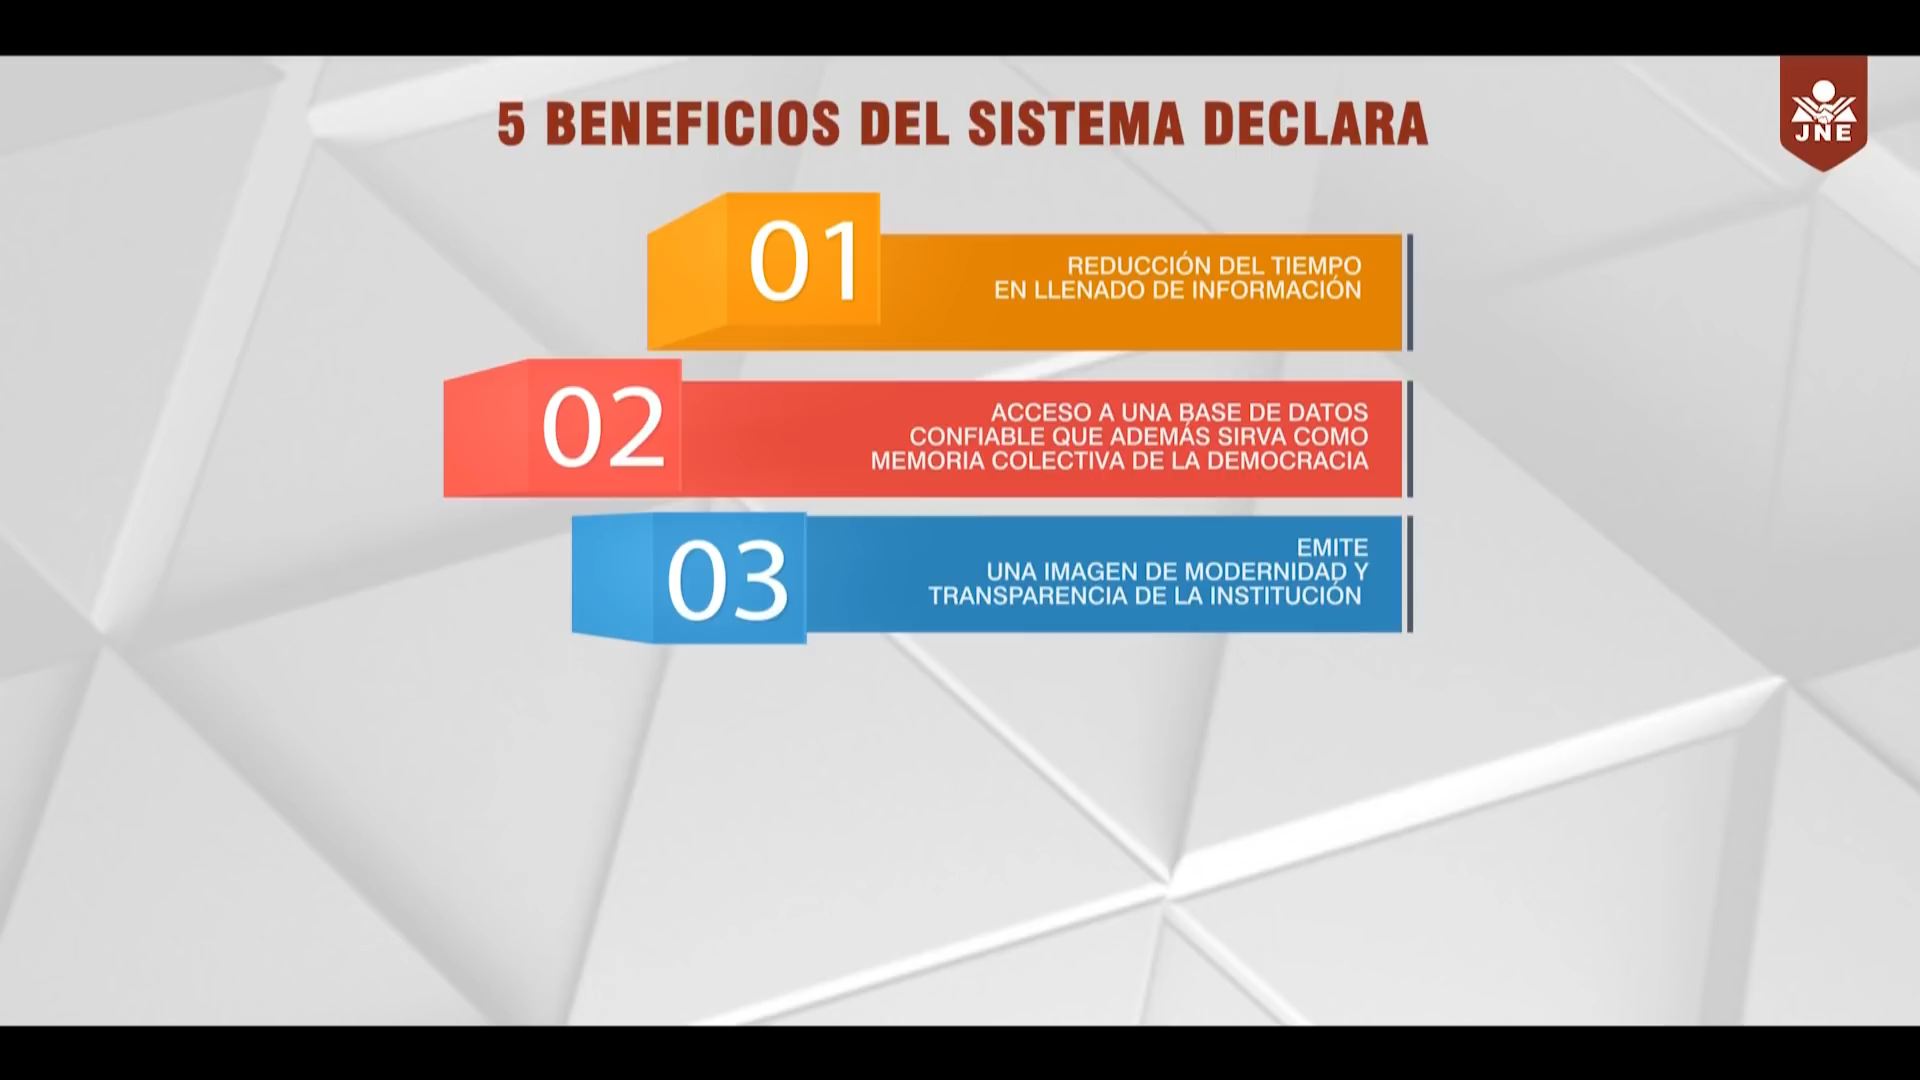 5 BENEFICIOS DEL SISTEMA DECLARA
JNE
01
REDUCCIÓN DEL TIEMPO
EN LLENADO DE INFORMACIÓN
02
ACCESO A UNA BASE DE DATOS
CONFIABLE QUE ADEMÁS SIRVA COMO
MEMORIA COLECTIVA DE LA DEMOCRACIA
03
EMITE
UNA IMAGEN DE MODERNIDAD Y
TRANSPARENCIA DE LA INSTITUCIÓN